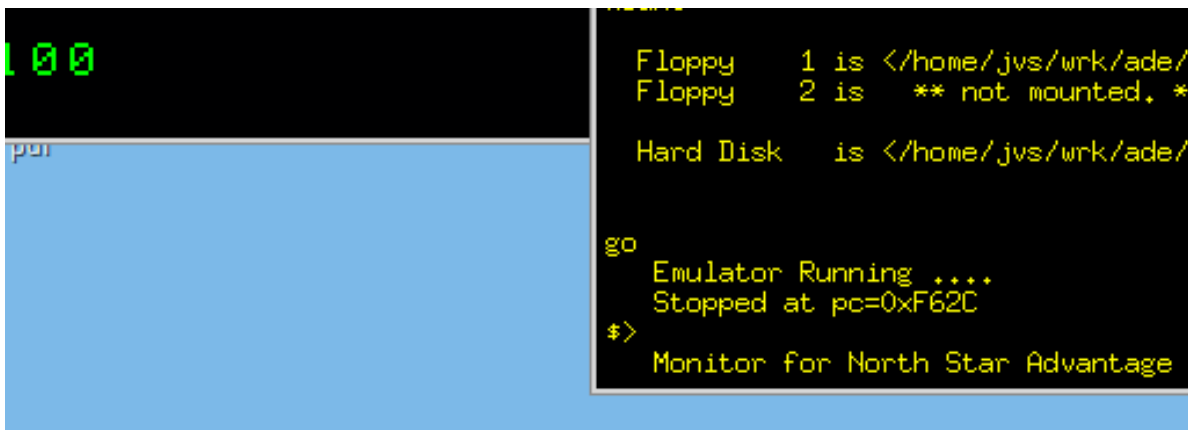 100
Floppy 1 is </home/jvs/wrk/ade/
Floppy 2 is ** not mounted. *
Hard Disk is </home/jvs/wrk/ade/
go
Emulator Running ....
Stopped at pc=0xF62C
$>
Monitor for North Star Advantage